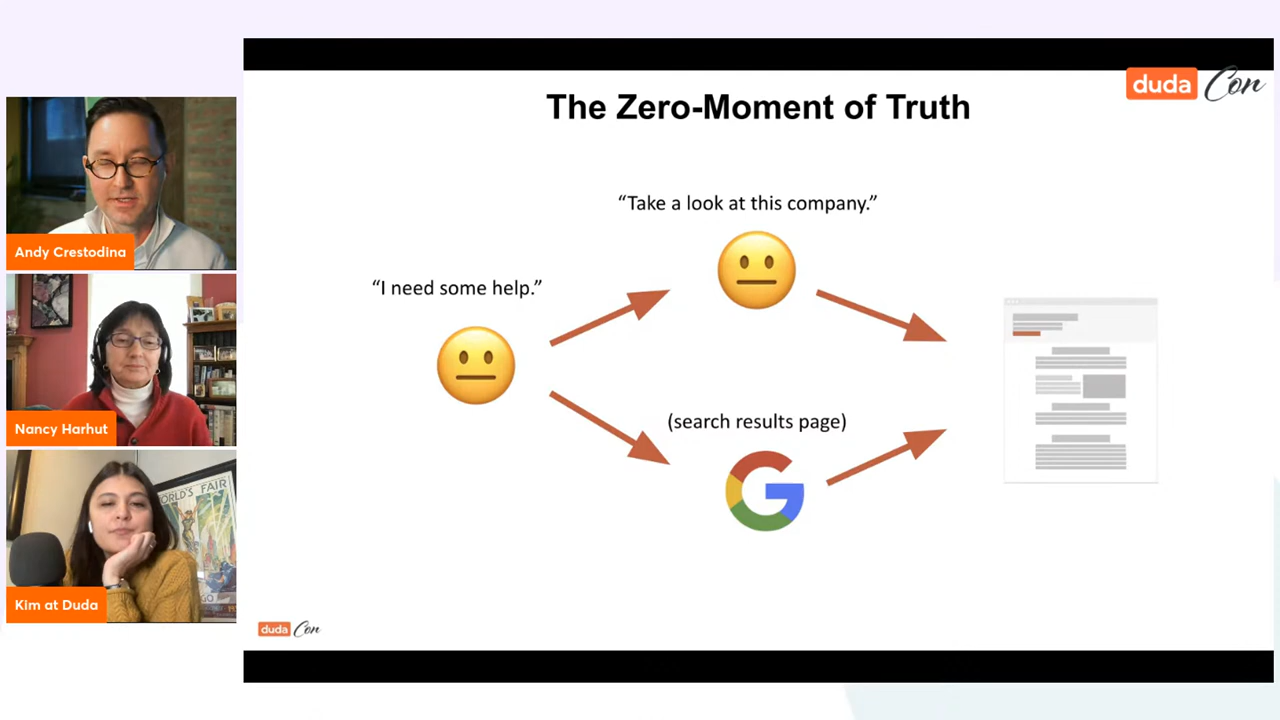 The Zero-Moment of Truth
duda Con
“Take a look at this company.”
“I need some help.”
(search results page)
duda Con
Andy Crestodina
Nancy Harhut
Kim at Duda